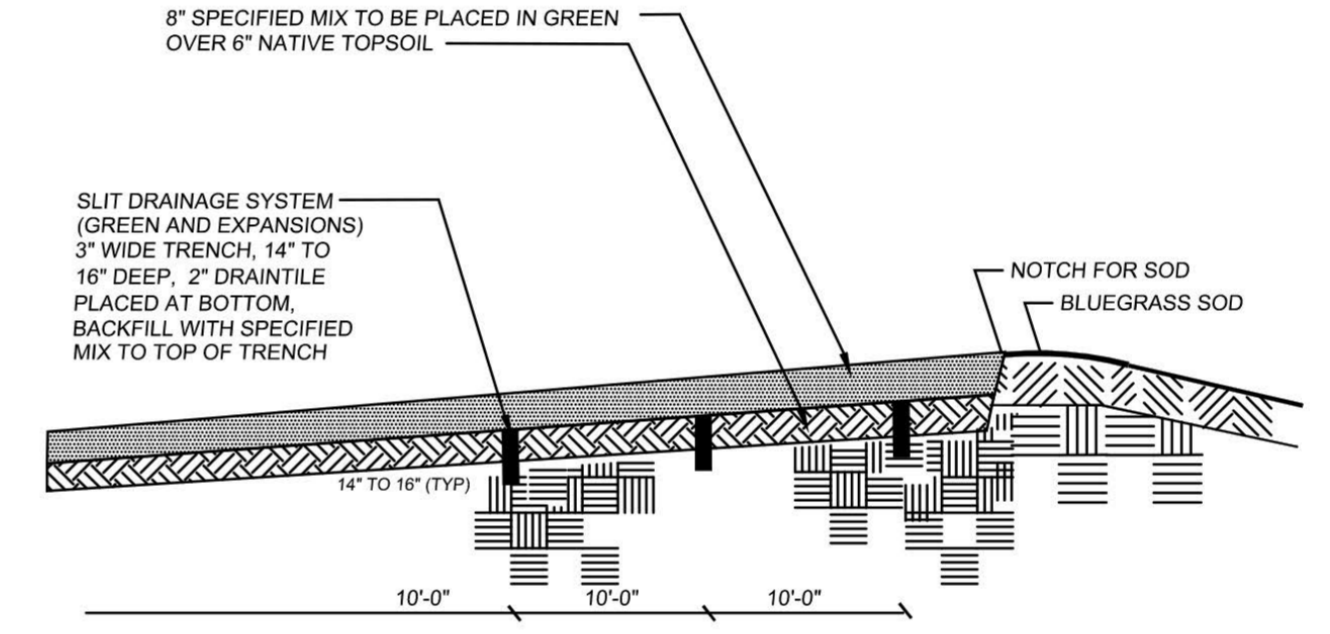 8" SPECIFIED MIX TO BE PLACED IN GREEN
OVER 6" NATIVE TOPSOIL
SLIT DRAINAGE SYSTEM
(GREEN AND EXPANSIONS)
3" WIDE TRENCH, 14" TO
16" DEEP, 2" DRAINTILE
PLACED AT BOTTOM,
BACKFILL WITH SPECIFIED
MIX TO TOP OF TRENCH
NOTCH FOR SOD
BLUEGRASS SOD
14" TO 16" (TYP)
10'-0" 10'-0" 10'-0"